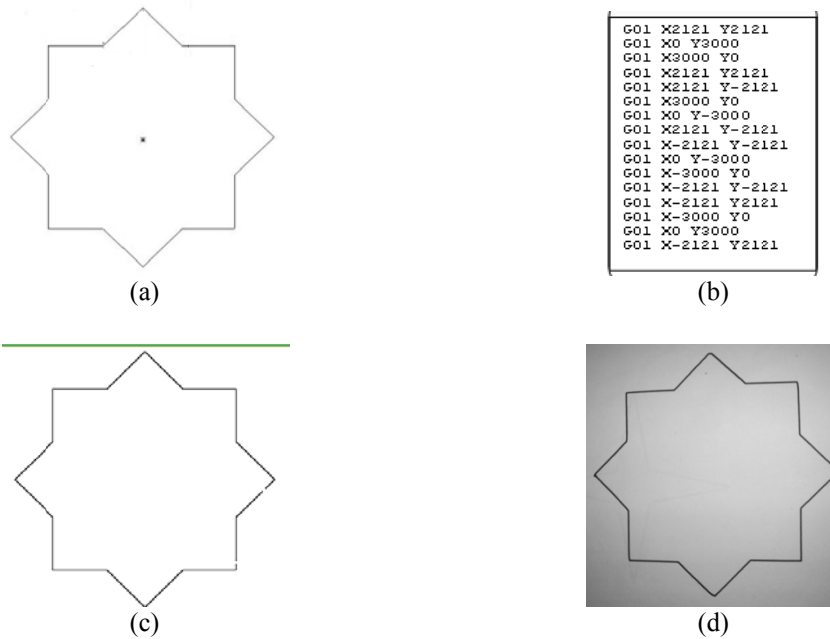 G01 X2121 Y2121
G01 X0 Y3000
G01 X3000 Y0
G01 X2121 Y2121
G01 X2121 Y-2121
G01 X3000 Y0
G01 X0 Y-3000
G01 X2121 Y-2121
G01 X-2121 Y-2121
G01 X0 Y-3000
G01 X-3000 Y0
G01 X-2121 Y-2121
G01 X-2121 Y2121
G01 X-3000 Y0
G01 X0 Y3000
G01 X-2121 Y2121
(a)
(b)
(c)
(d)